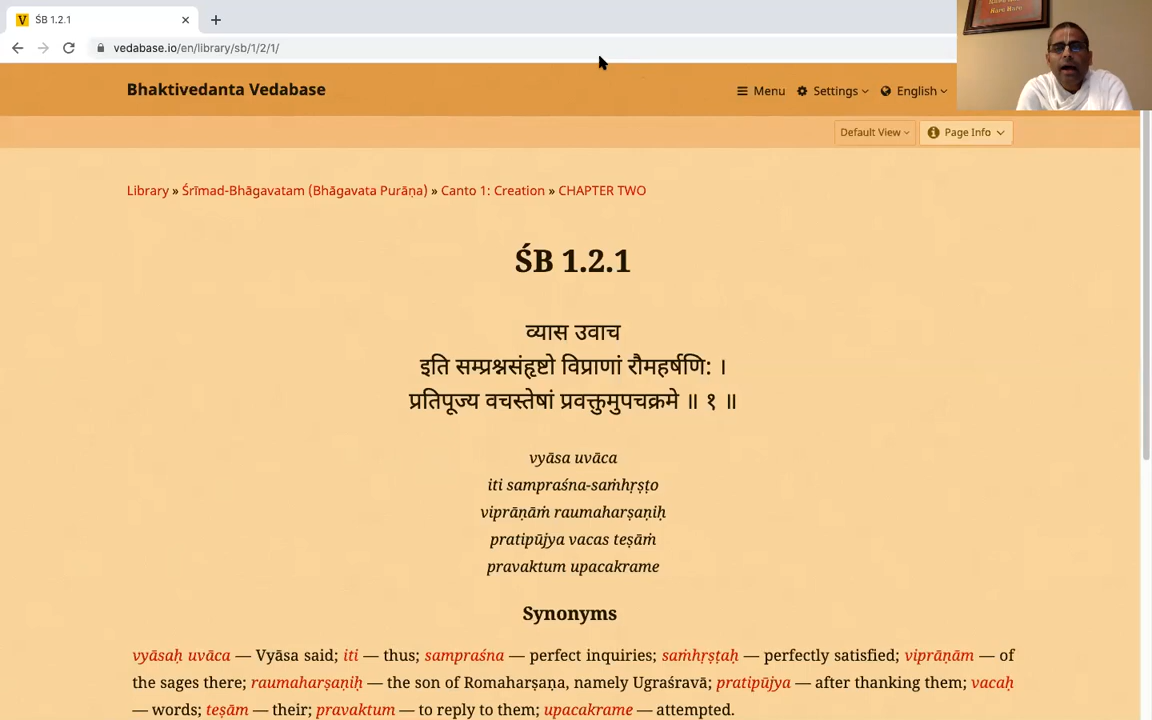 ŚB 1.2.1
vedabase.io/en/library/sb/1/2/1/
Bhaktivedanta Vedabase
Menu Settings English
Default View Page Info
Library » Śrīmad-Bhāgavatam (Bhāgavata Purāṇa) » Canto 1: Creation » CHAPTER TWO
ŚB 1.2.1
व्यास उवाच
इति सम्प्रश्नसंहृष्टो विप्राणां रौमहर्षणि: ।
प्रतिपूज्य वचस्तेषां प्रवक्तुमुपचक्रमे ॥ १ ॥
vyāsa uvāca
iti sampraśna-saṁhṛṣṭo
viprāṇāṁ raumaharṣaṇiḥ
pratipūjya vacas teṣāṁ
pravaktum upacakrame
Synonyms
vyāsaḥ uvāca — Vyāsa said; iti — thus; sampraśna — perfect inquiries; saṁhṛṣṭaḥ — perfectly satisfied; viprāṇām — of
the sages there; raumaharṣaṇiḥ — the son of Romaharṣaṇa, namely Ugraśravā; pratipūjya — after thanking them; vacaḥ
— words; teṣām — their; pravaktum — to reply to them; upacakrame — attempted.